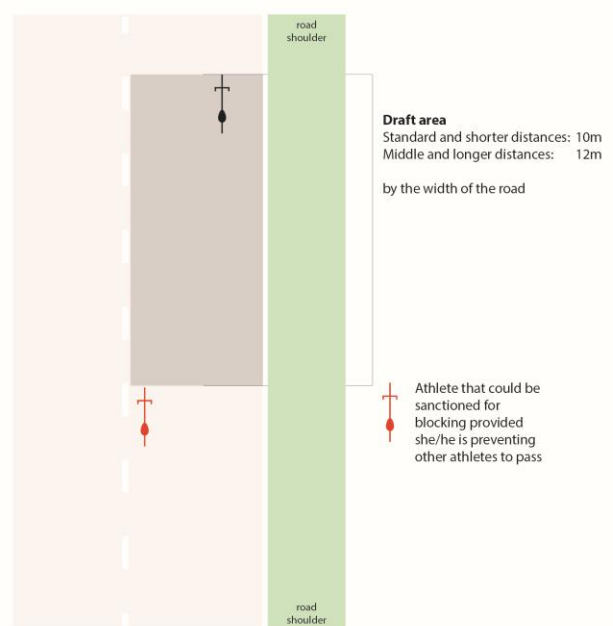 road
shoulder
Draft area
Standard and shorter distances: 10m
Middle and longer distances: 12m
by the width of the road
Athlete that could be
sanctioned for
blocking provided
she/he is preventing
other athletes to pass
road
shoulder